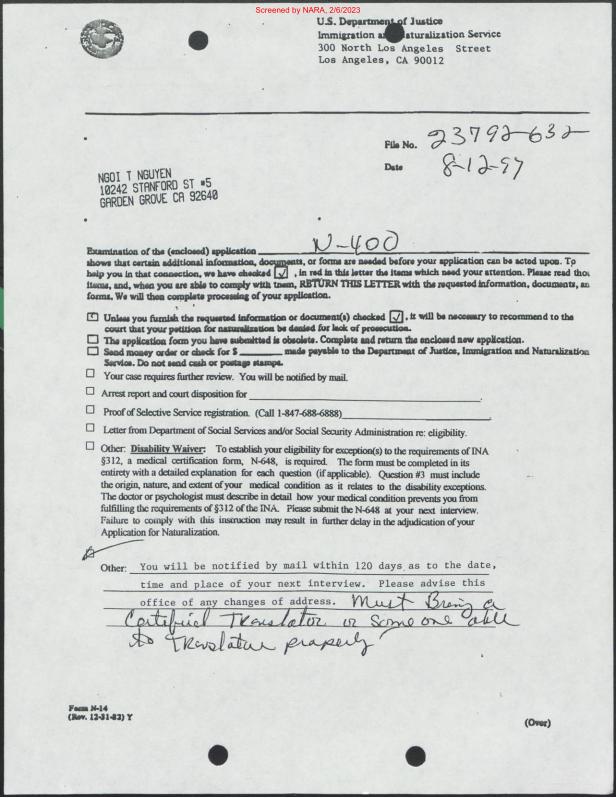 Screened by NARA, 2/6/2023
U.S. Department of Justice
Immigration and Naturalization Service
300 North Los Angeles Street
Los Angeles, CA 90012
File No. 23792-632
Date 8-12-97
NGOI T NGUYEN
10242 STANFORD ST #5
GARDEN GROVE CA 92640
Examination of the (enclosed) application N-400
shows that certain additional information, documents, or forms are needed before your application can be acted upon. To
help you in that connection, we have checked ☑, in red in this letter the items which need your attention. Please read thos
items, and, when you are able to comply with them, RETURN THIS LETTER with the requested information, documents, an
forms. We will then complete processing of your application.
Unless you furnish the requested information or document(s) checked ☑, it will be necessary to recommend to the
court that your petition for naturalization be denied for lack of prosecution.
☐ The application form you have submitted is obsolete. Complete and return the enclosed new application.
☐ Send money order or check for $ ______ made payable to the Department of Justice, Immigration and Naturalization
Service. Do not send cash or postage stamps.
☐ Your case requires further review. You will be notified by mail.
☐ Arrest report and court disposition for ______.
☐ Proof of Selective Service registration. (Call 1-847-688-6888)______.
☐ Letter from Department of Social Services and/or Social Security Administration re: eligibility.
☐ Other: Disability Waiver: To establish your eligibility for exception(s) to the requirements of INA
§312, a medical certification form, N-648, is required. The form must be completed in its
entirety with a detailed explanation for each question (if applicable). Question #3 must include
the origin, nature, and extent of your medical condition as it relates to the disability exceptions.
The doctor or psychologist must describe in detail how your medical condition prevents you from
fulfilling the requirements of §312 of the INA. Please submit the N-648 at your next interview.
Failure to comply with this instruction may result in further delay in the adjudication of your
Application for Naturalization.
Other: You will be notified by mail within 120 days as to the date,
time and place of your next interview. Please advise this
office of any changes of address. Must Bring a
Certified Translator or some one able
to translature properly
Form N-14
(Rev. 12-31-83) Y
(Over)